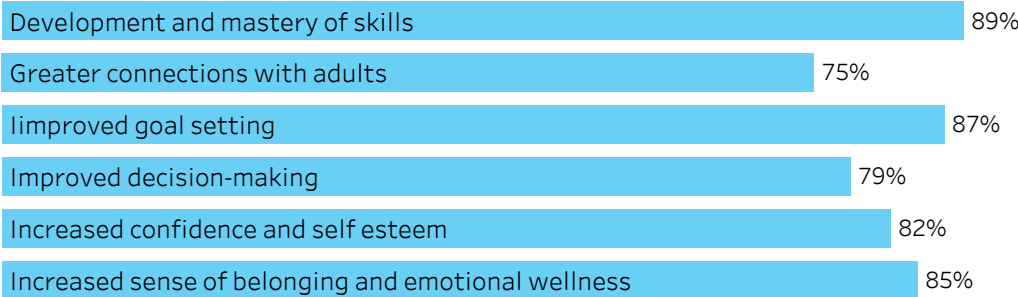 Development and mastery of skills 89%
Greater connections with adults 75%
Iimproved goal setting 87%
Improved decision-making 79%
Increased confidence and self esteem 82%
Increased sense of belonging and emotional wellness 85%